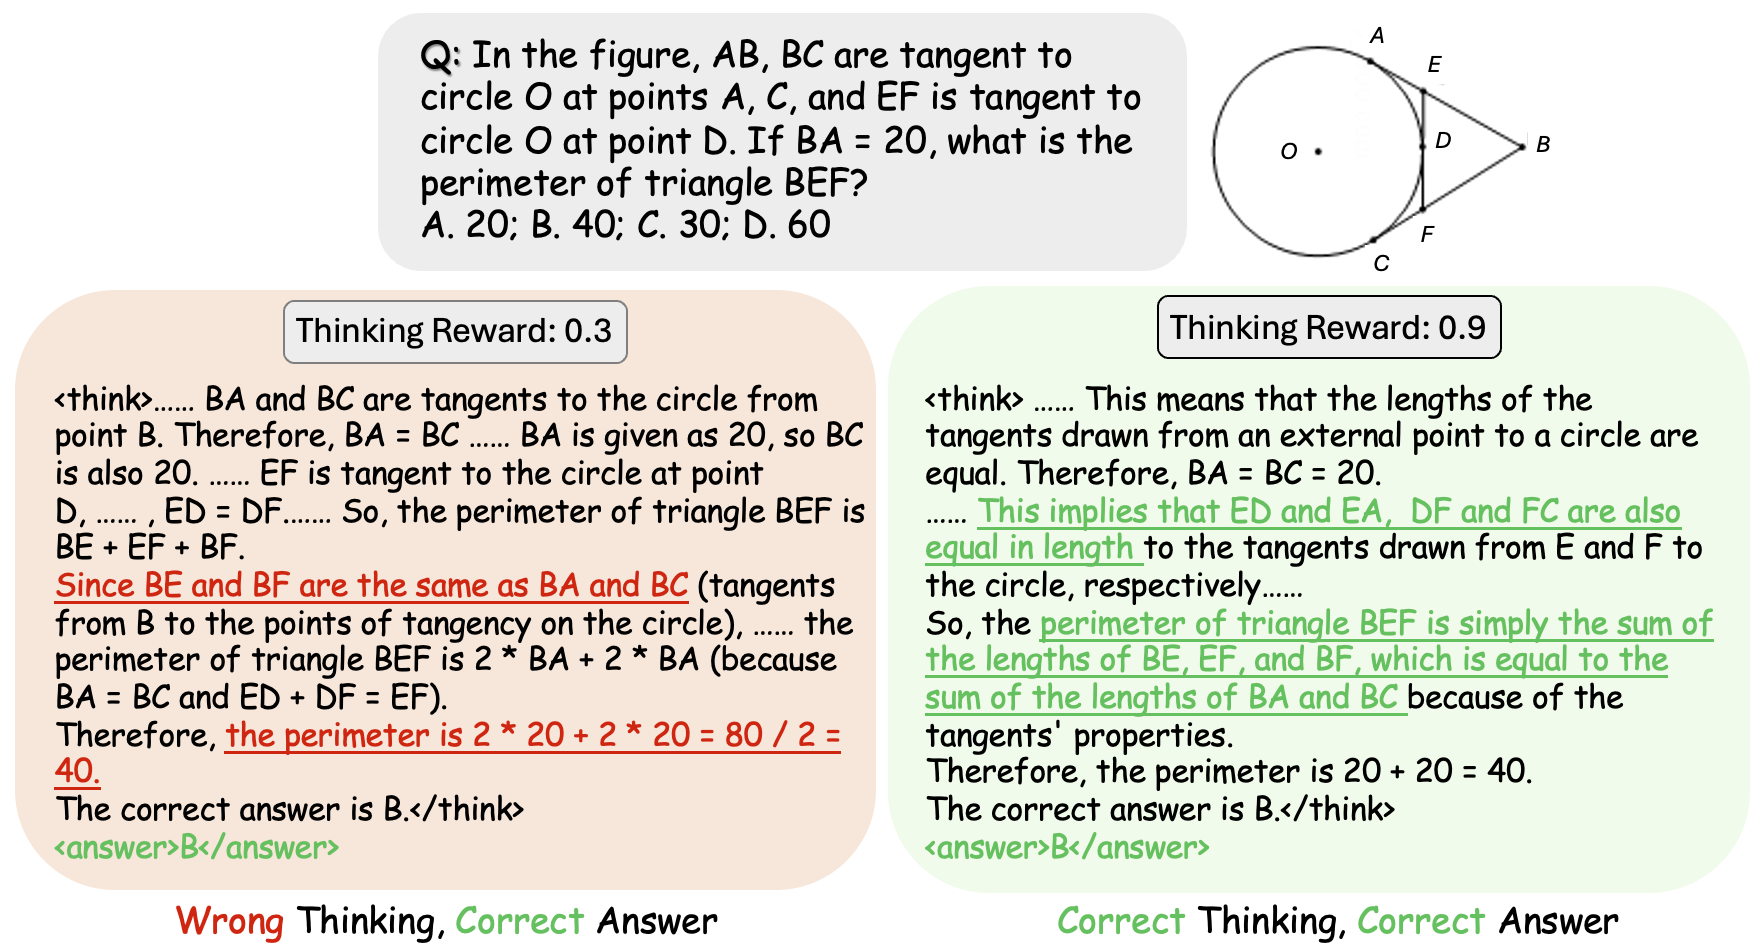 Q: In the figure, AB, BC are tangent to
circle O at points A, C, and EF is tangent to
circle O at point D. If BA = 20, what is the
perimeter of triangle BEF?
A. 20; B. 40; C. 30; D. 60
A
E
D
B
O
F
C
Thinking Reward: 0.3
<think>...... BA and BC are tangents to the circle from
point B. Therefore, BA = BC ...... BA is given as 20, so BC
is also 20. ...... EF is tangent to the circle at point
D, ...... , ED = DF....... So, the perimeter of triangle BEF is
BE + EF + BF.
Since BE and BF are the same as BA and BC (tangents
from B to the points of tangency on the circle), ...... the
perimeter of triangle BEF is 2 * BA + 2 * BA (because
BA = BC and ED + DF = EF).
Therefore, the perimeter is 2 * 20 + 2 * 20 = 80 / 2 =
40.
The correct answer is B.</think>
<answer>B</answer>
Wrong Thinking, Correct Answer
Thinking Reward: 0.9
<think> ...... This means that the lengths of the
tangents drawn from an external point to a circle are
equal. Therefore, BA = BC = 20.
...... This implies that ED and EA, DF and FC are also
equal in length to the tangents drawn from E and F to
the circle, respectively......
So, the perimeter of triangle BEF is simply the sum of
the lengths of BE, EF, and BF, which is equal to the
sum of the lengths of BA and BC because of the
tangents' properties.
Therefore, the perimeter is 20 + 20 = 40.
The correct answer is B.</think>
<answer>B</answer>
Correct Thinking, Correct Answer